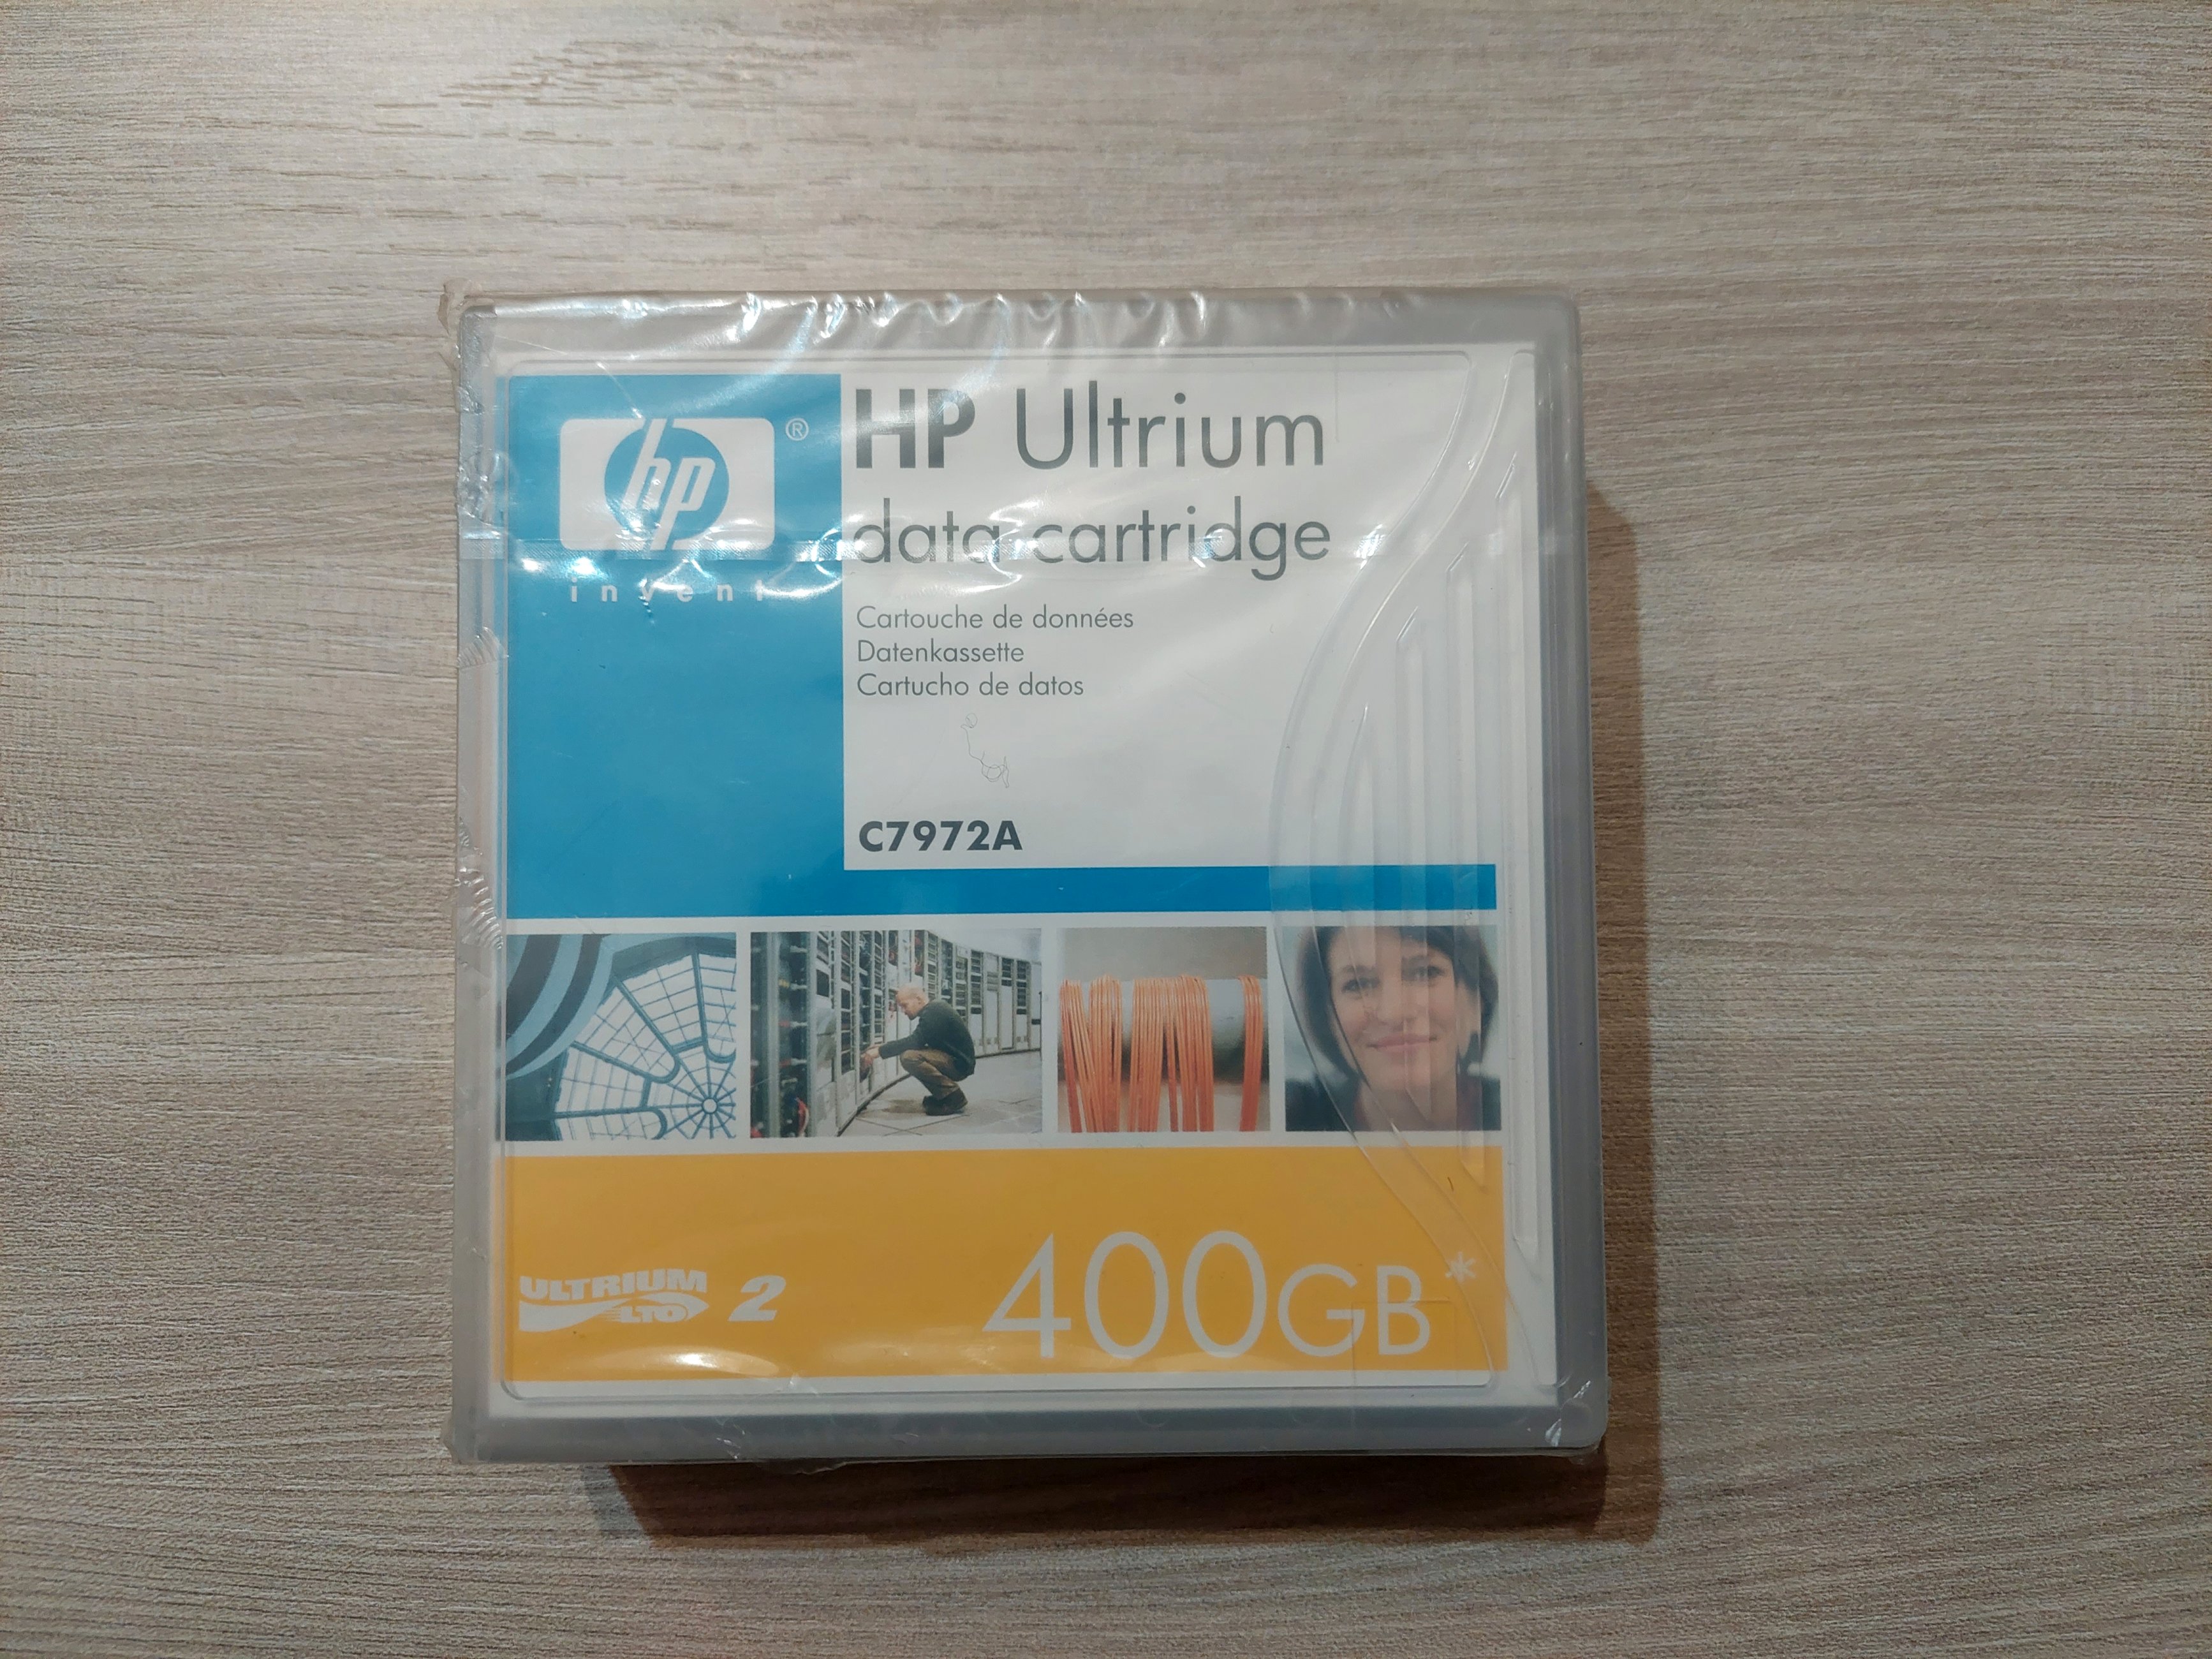 hp®
invent
HP Ultrium
data cartridge
Cartouche de données
Datenkassette
Cartucho de datos
C7972A
ULTRIUM
LTO
2
400GB*